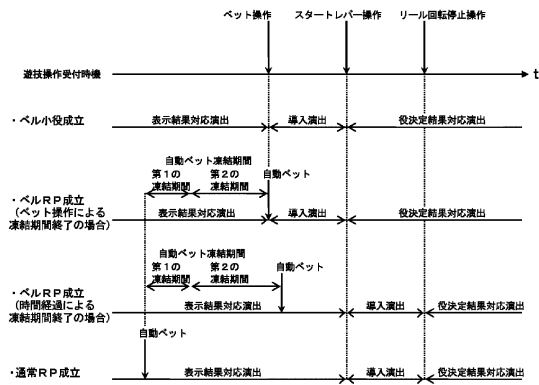 ベット操作 スタートレバー操作 リール回転停止操作
遊技操作受付時機 t
・ベル小役成立 表示結果対応演出 導入演出 役決定結果対応演出
自動ベット凍結期間
第1の 第2の 自動ベット
凍結期間 凍結期間
・ベルRP成立
(ベット操作による 表示結果対応演出 導入演出 役決定結果対応演出
凍結期間終了の場合)
自動ベット凍結期間
第1の 第2の 自動ベット
凍結期間 凍結期間
・ベルRP成立
(時間経過による 表示結果対応演出 導入演出 役決定結果対応演出
凍結期間終了の場合)
自動ベット
・通常RP成立 表示結果対応演出 導入演出 役決定結果対応演出